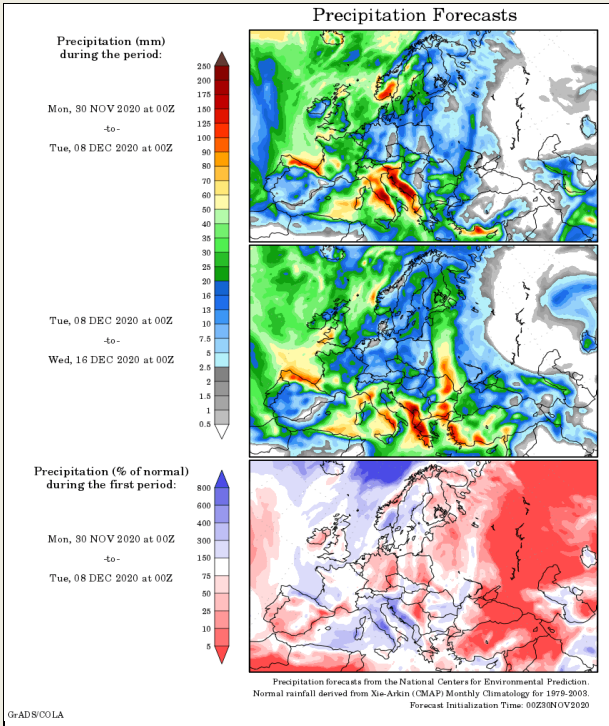 Precipitation Forecasts
Precipitation (mm)
during the period:
Mon, 30 NOV 2020 at 00Z
-to-
Tue, 08 DEC 2020 at 00Z
250
200
175
150
125
100
90
80
70
60
50
40
35
30
25
20
16
13
10
7.5
5
2.5
2
1.5
1
0.5
Tue, 08 DEC 2020 at 00Z
-to-
Wed, 16 DEC 2020 at 00Z
Precipitation (% of normal)
during the first period:
Mon, 30 NOV 2020 at 00Z
-to-
Tue, 08 DEC 2020 at 00Z
800
600
400
300
150
75
50
25
10
5
Precipitation forecasts from the National Centers for Environmental Prediction.
Normal rainfall derived from Xie-Arkin (CMAP) Monthly Climatology for 1979-2003.
Forecast Initialization Time: 00Z30NOV2020
GrADS/COLA